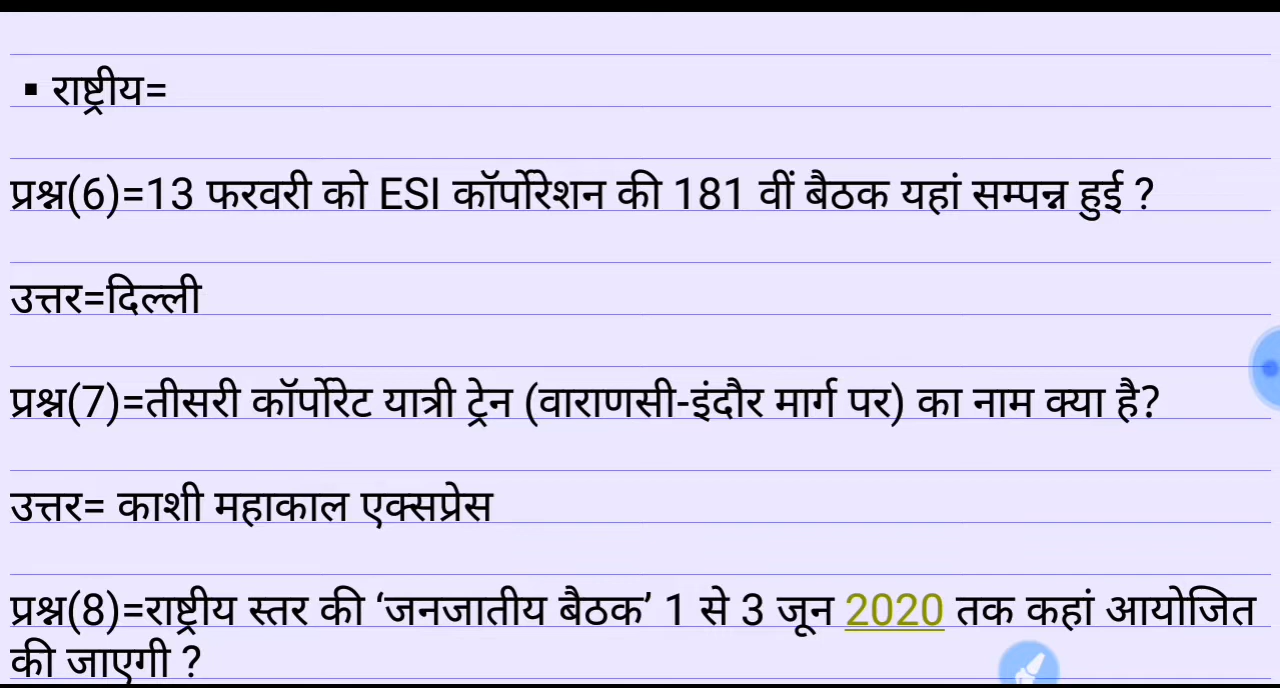 ▪ राष्ट्रीय=
प्रश्न(6)=13 फरवरी को ESI कॉर्पोरेशन की 181 वीं बैठक यहां सम्पन्न हुई ?
उत्तर=दिल्ली
प्रश्न(7)=तीसरी कॉर्पोरेट यात्री ट्रेन (वाराणसी-इंदौर मार्ग पर) का नाम क्या है?
उत्तर= काशी महाकाल एक्सप्रेस
प्रश्न(8)=राष्ट्रीय स्तर की ‘जनजातीय बैठक’ 1 से 3 जून 2020 तक कहां आयोजित
की जाएगी ?